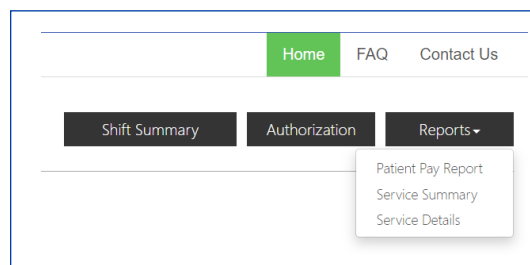 Home FAQ Contact Us
Shift Summary Authorization Reports
Patient Pay Report
Service Summary
Service Details